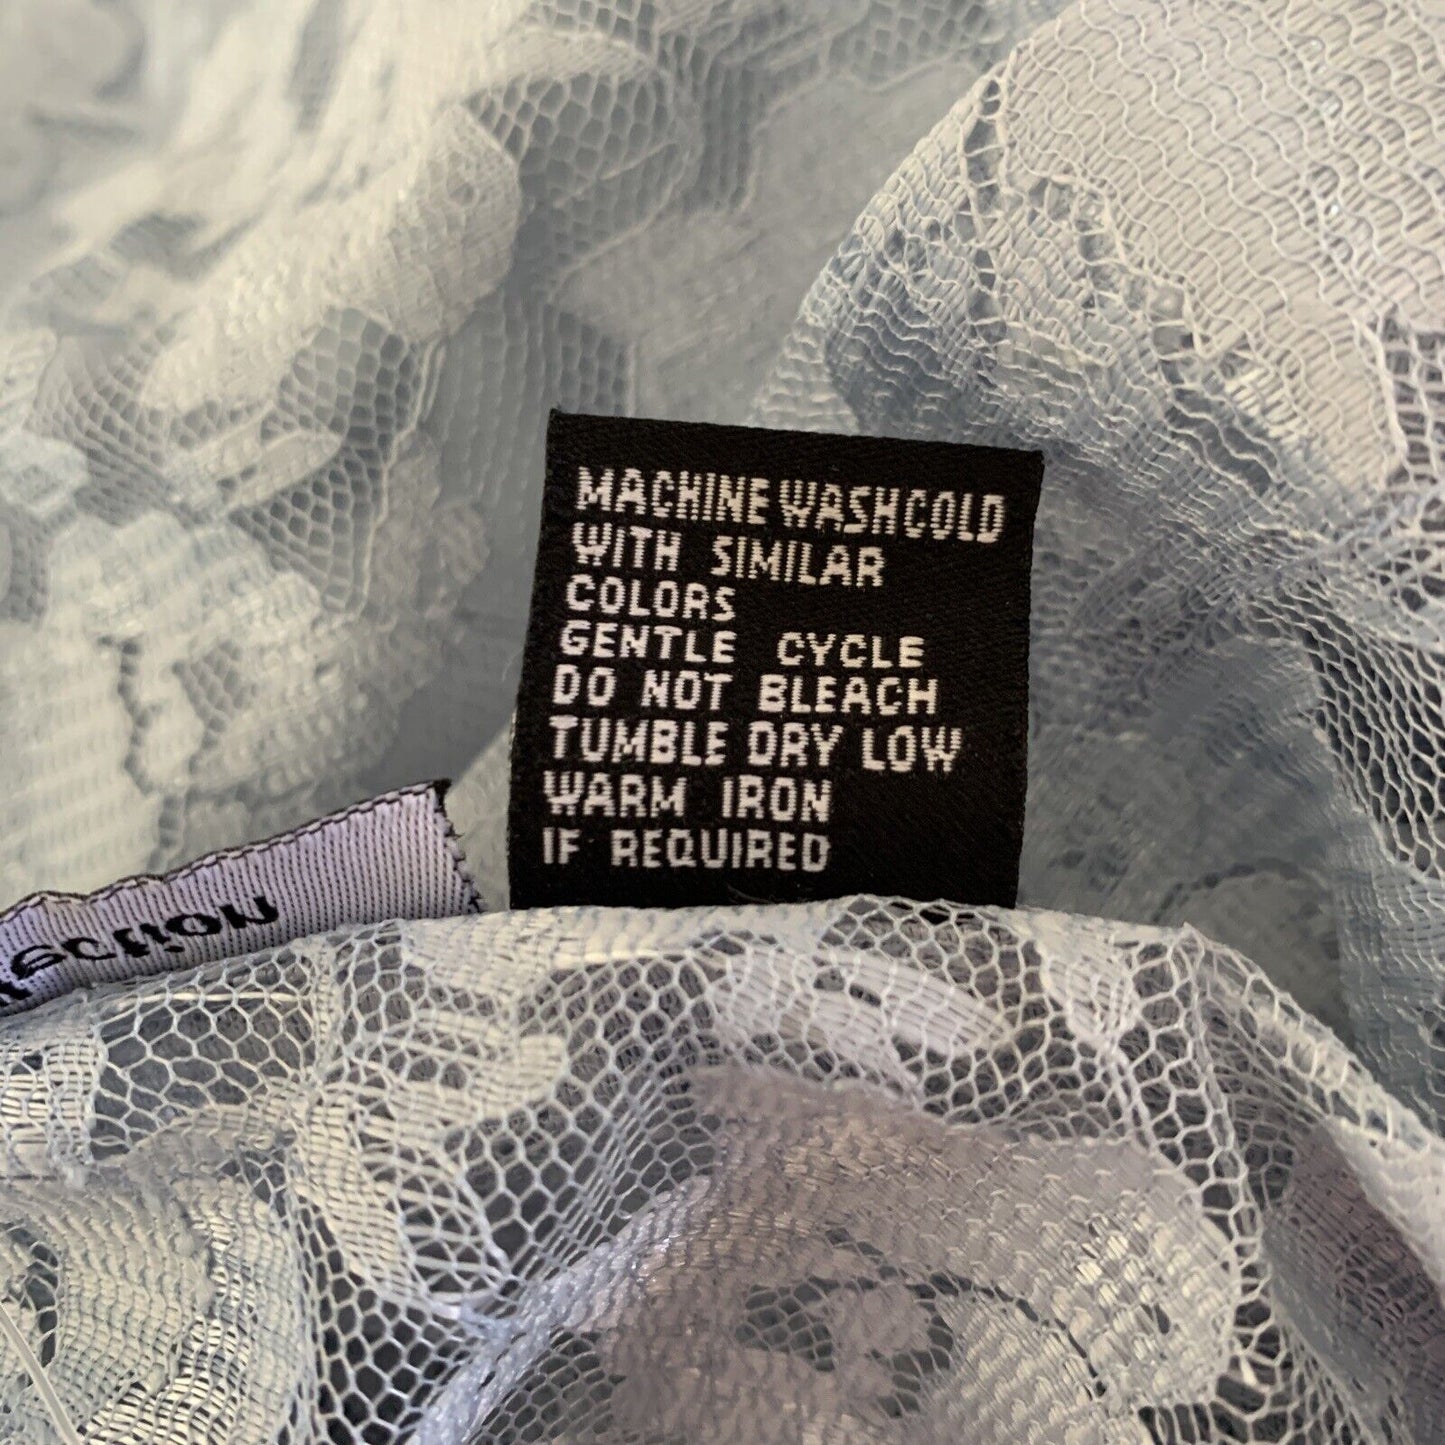 MACHINE WASH COLD
WITH SIMILAR
COLORS
GENTLE CYCLE
DO NOT BLEACH
TUMBLE DRY LOW
WARM IRON
IF REQUIRED